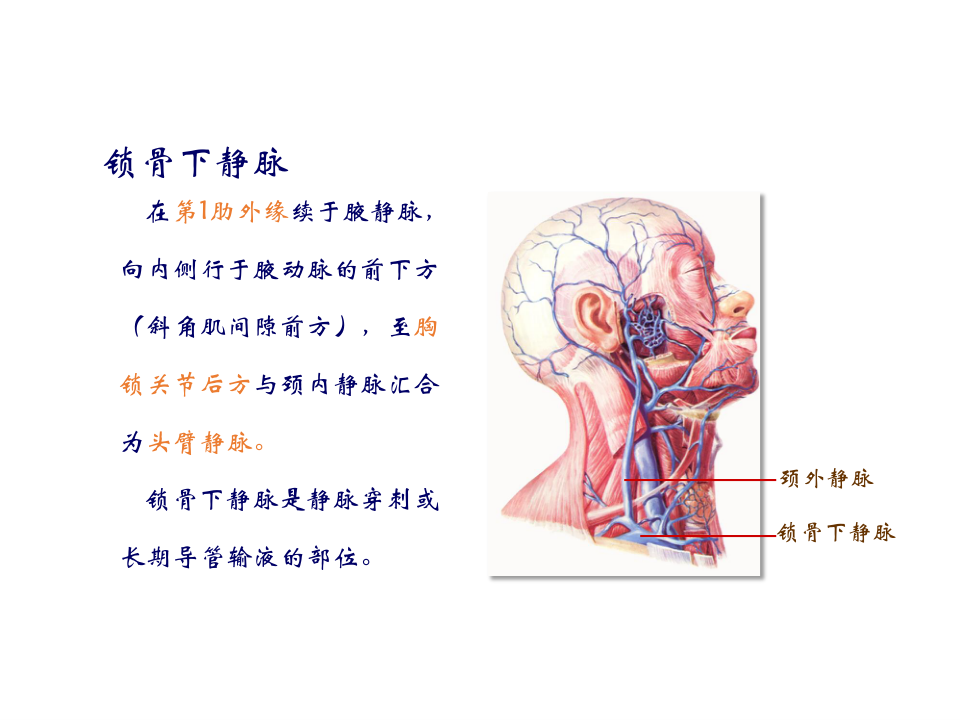 锁骨下静脉
在第1肋外缘续于腋静脉，
向内侧行于腋动脉的前下方
（斜角肌间隙前方），至胸
锁关节后方与颈内静脉汇合
为头臂静脉。
锁骨下静脉是静脉穿刺或
长期导管输液的部位。
颈外静脉
锁骨下静脉